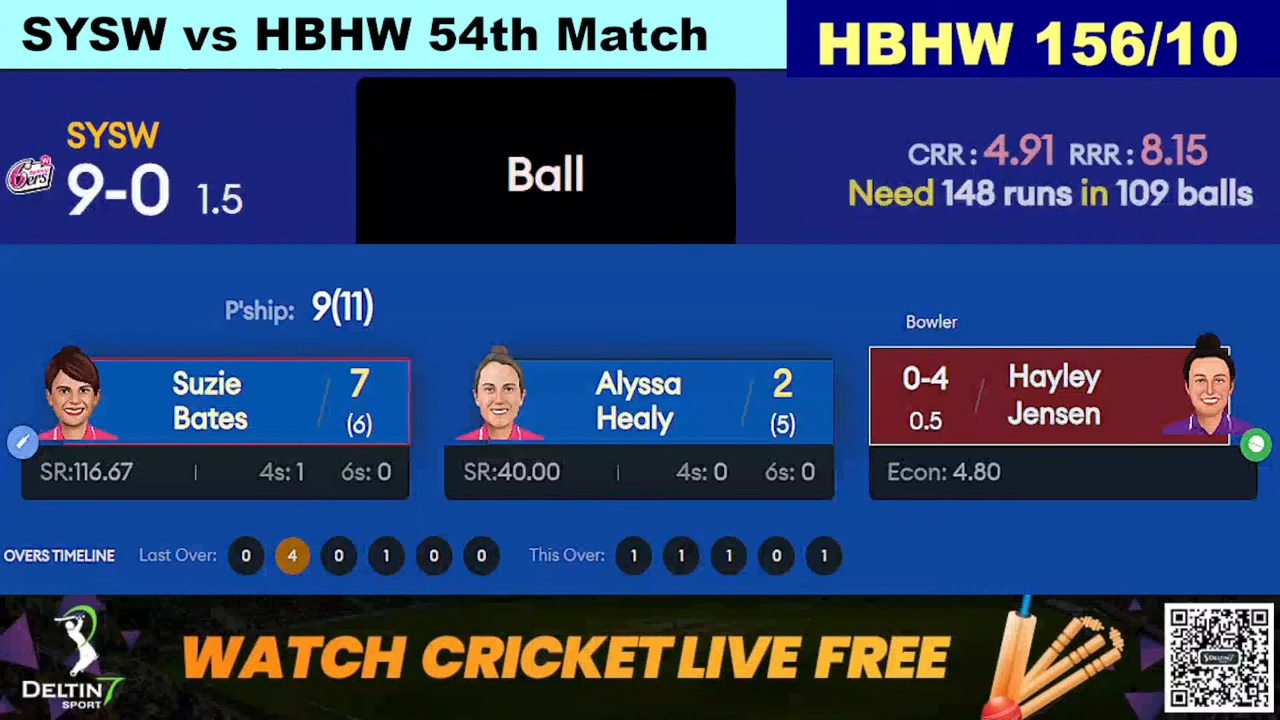 SYSW vs HBHW 54th Match
HBHW 156/10
SYSW
6ers
9-0 1.5
Ball
CRR : 4.91 RRR : 8.15
Need 148 runs in 109 balls
P'ship: 9(11)
Bowler
Suzie
Bates
7
(6)
Alyssa
Healy
2
(5)
0-4
0.5
Hayley
Jensen
SR:116.67 | 4s: 1 6s: 0
SR:40.00 | 4s: 0 6s: 0
Econ: 4.80
OVERS TIMELINE Last Over: 0 4 0 1 0 0 This Over: 1 1 1 0 1
WATCH CRICKET LIVE FREE
DELTIN7
SPORT